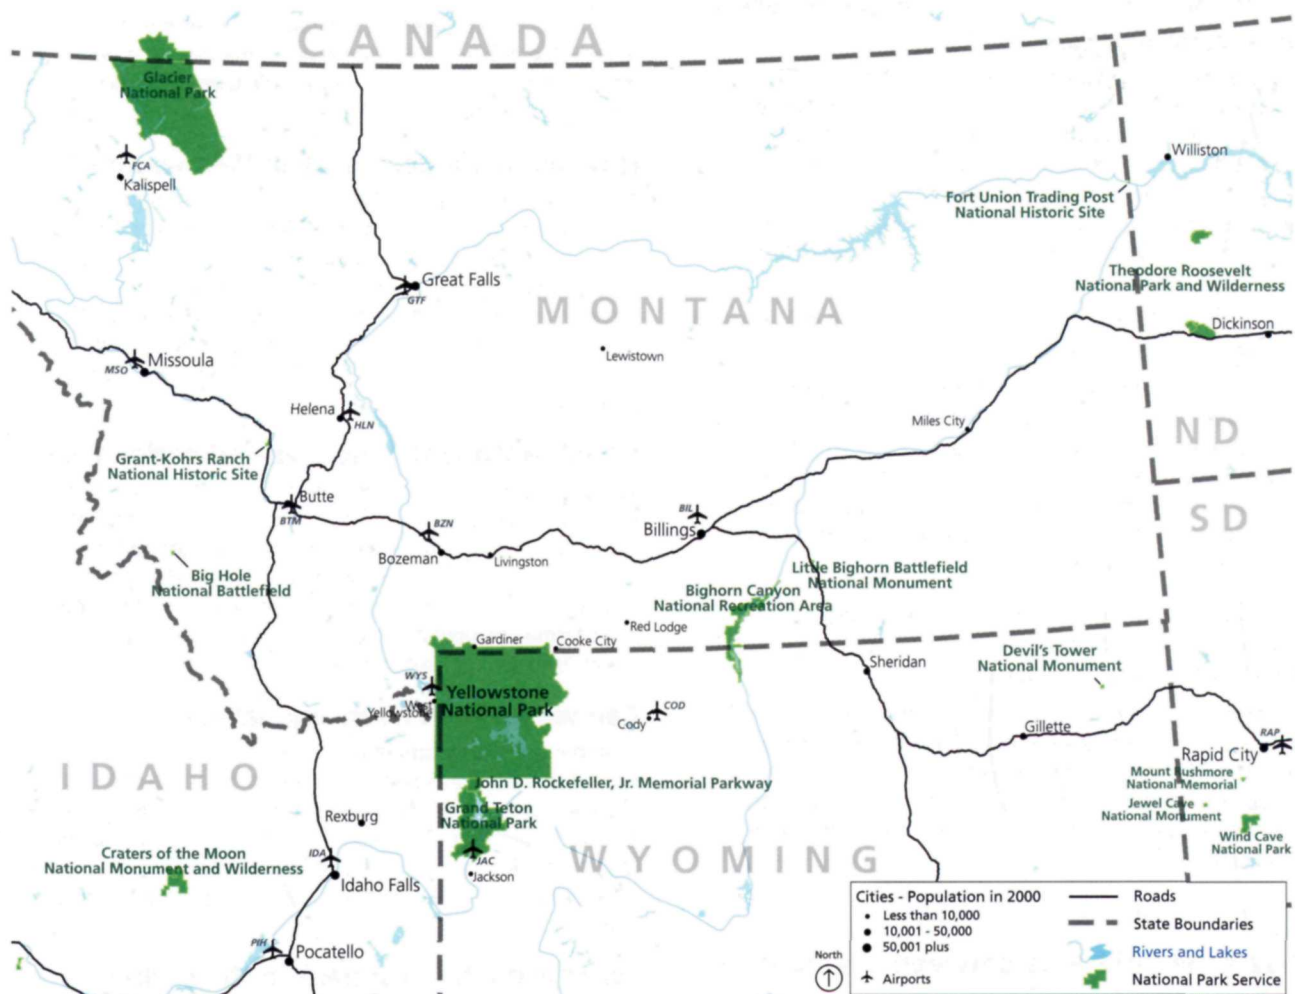 CANADA
Glacier
National Park
FCA
Kalispell
Williston
Fort Union Trading Post
National Historic Site
Great Falls
GTF
Theodore Roosevelt
National Park and Wilderness
MONTANA
Dickinson
Lewistown
Missoula
MSO
Helena
HLN
Miles City
ND
Grant-Kohrs Ranch
National Historic Site
Butte
BTM
BZN
BIL
Billings
SD
Bozeman
Livingston
Big Hole
National Battlefield
Little Bighorn Battlefield
National Monument
Bighorn Canyon
National Recreation Area
Red Lodge
Gardiner
Cooke City
Sheridan
Devil's Tower
National Monument
WYS
West
Yellowstone
Yellowstone
National Park
COD
Cody
Gillette
RAP
Rapid City
IDAHO
John D. Rockefeller, Jr. Memorial Parkway
Mount Rushmore
National Memorial
Grand Teton
National Park
Jewel Cave
National Monument
Rexburg
Wind Cave
National Park
Craters of the Moon
National Monument and Wilderness
IDA
JAC
Jackson
WYOMING
Idaho Falls
PIH
Pocatello
Cities - Population in 2000
Less than 10,000
10,001 - 50,000
50,001 plus
Airports
Roads
State Boundaries
Rivers and Lakes
National Park Service
North